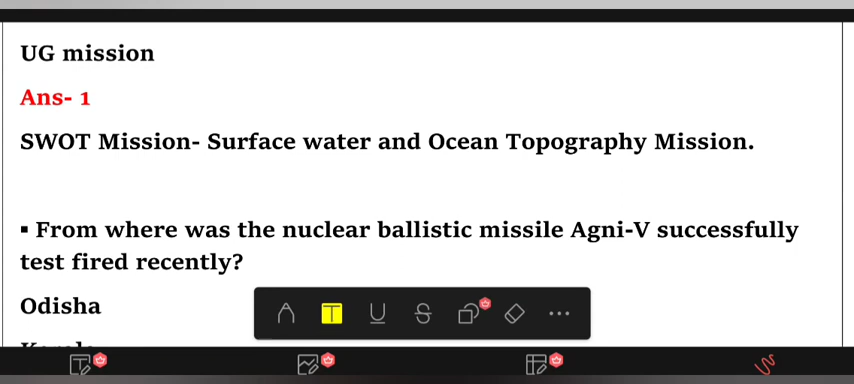 UG mission
Ans- 1
SWOT Mission- Surface water and Ocean Topography Mission.
▪ From where was the nuclear ballistic missile Agni-V successfully
test fired recently?
Odisha